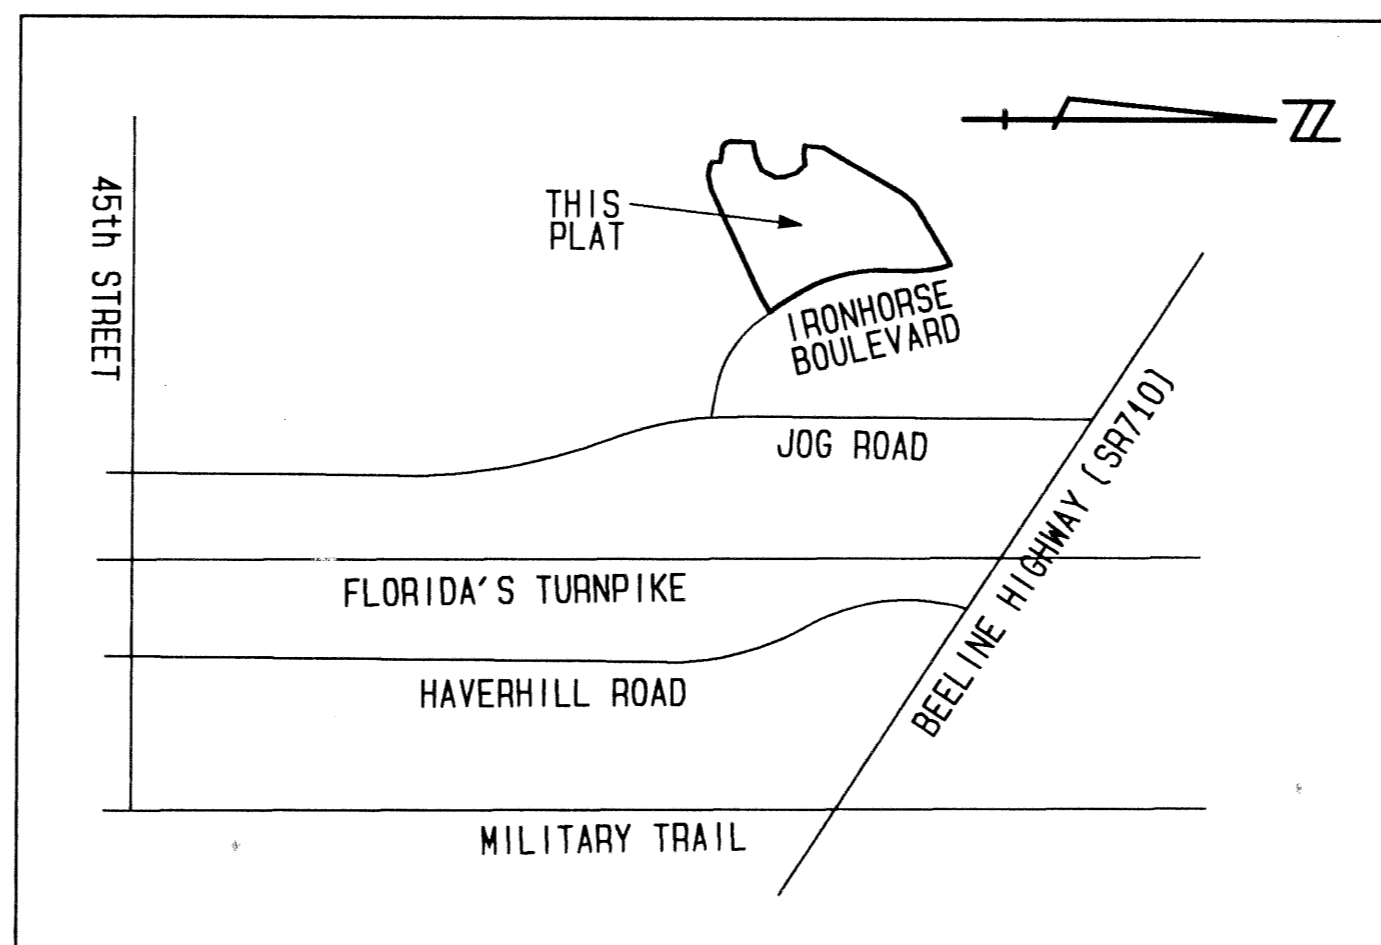 N
45th STREET
THIS
PLAT
IRONHORSE
BOULEVARD
JOG ROAD
BEELINE HIGHWAY (SR710)
FLORIDA'S TURNPIKE
HAVERHILL ROAD
MILITARY TRAIL